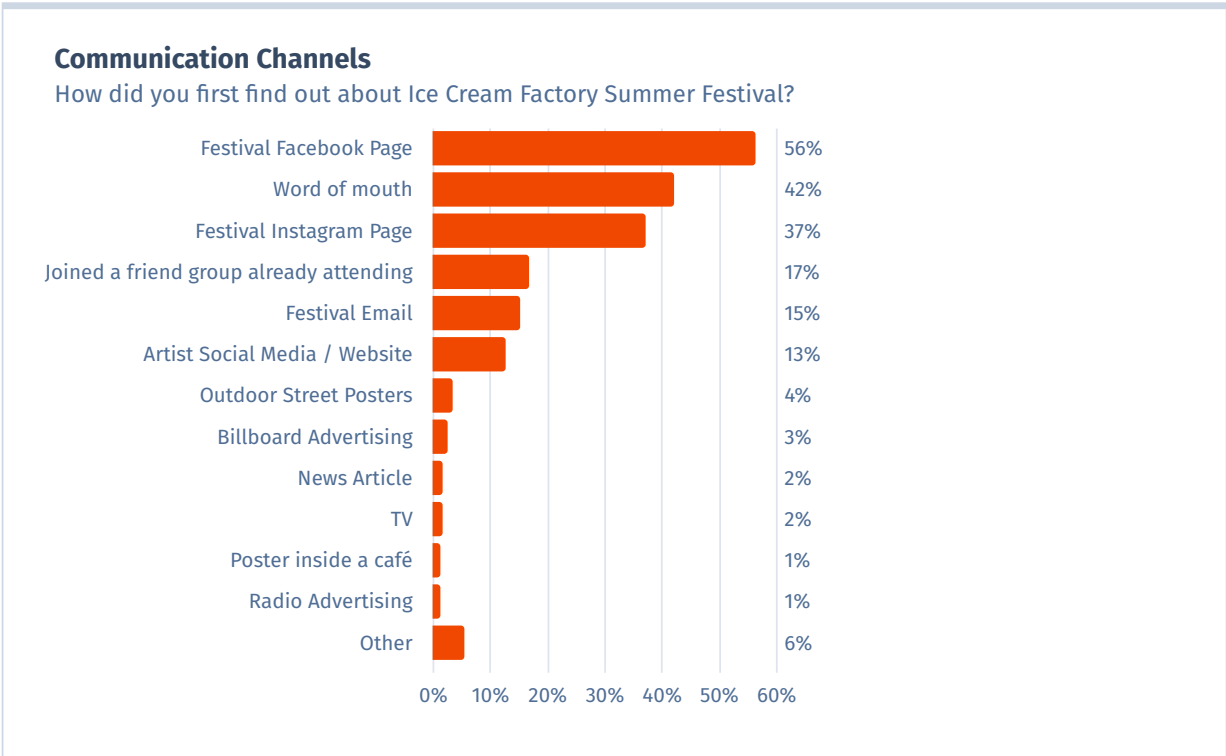 Communication Channels
How did you first find out about Ice Cream Factory Summer Festival?
Festival Facebook Page 56%
Word of mouth 42%
Festival Instagram Page 37%
Joined a friend group already attending 17%
Festival Email 15%
Artist Social Media / Website 13%
Outdoor Street Posters 4%
Billboard Advertising 3%
News Article 2%
TV 2%
Poster inside a café 1%
Radio Advertising 1%
Other 6%
0% 10% 20% 30% 40% 50% 60%